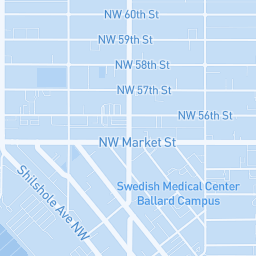 NW 60th St
NW 59th St
NW 58th St
NW 57th St
NW 56th St
NW Market St
Shilshole Ave NW
Swedish Medical Center
Ballard Campus